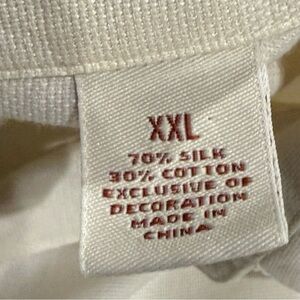 XXL
70% SILK
30% COTTON
EXCLUSIVE OF
DECORATION
MADE IN
CHINA